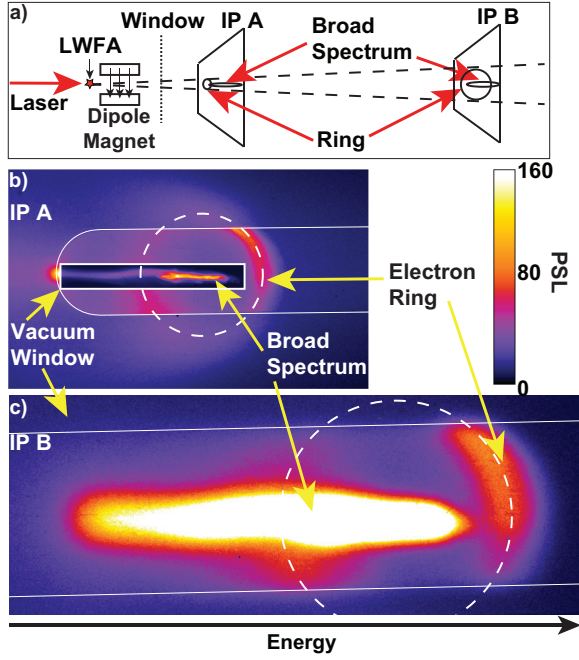 a)
LWFA
Window
IP A
Broad
Spectrum
IP B
Laser
Dipole
Magnet
Ring
b)
IP A
Vacuum
Window
Broad
Spectrum
Electron
Ring
160
PSL
80
0
c)
IP B
Energy